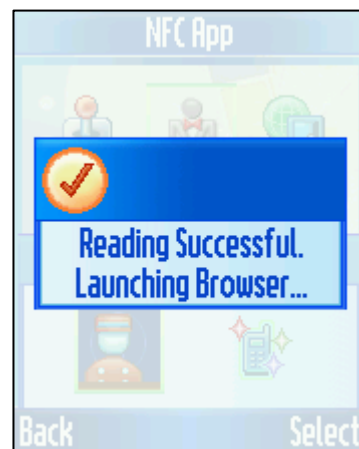 NFC App
Reading Successful.
Launching Browser...
Back Select